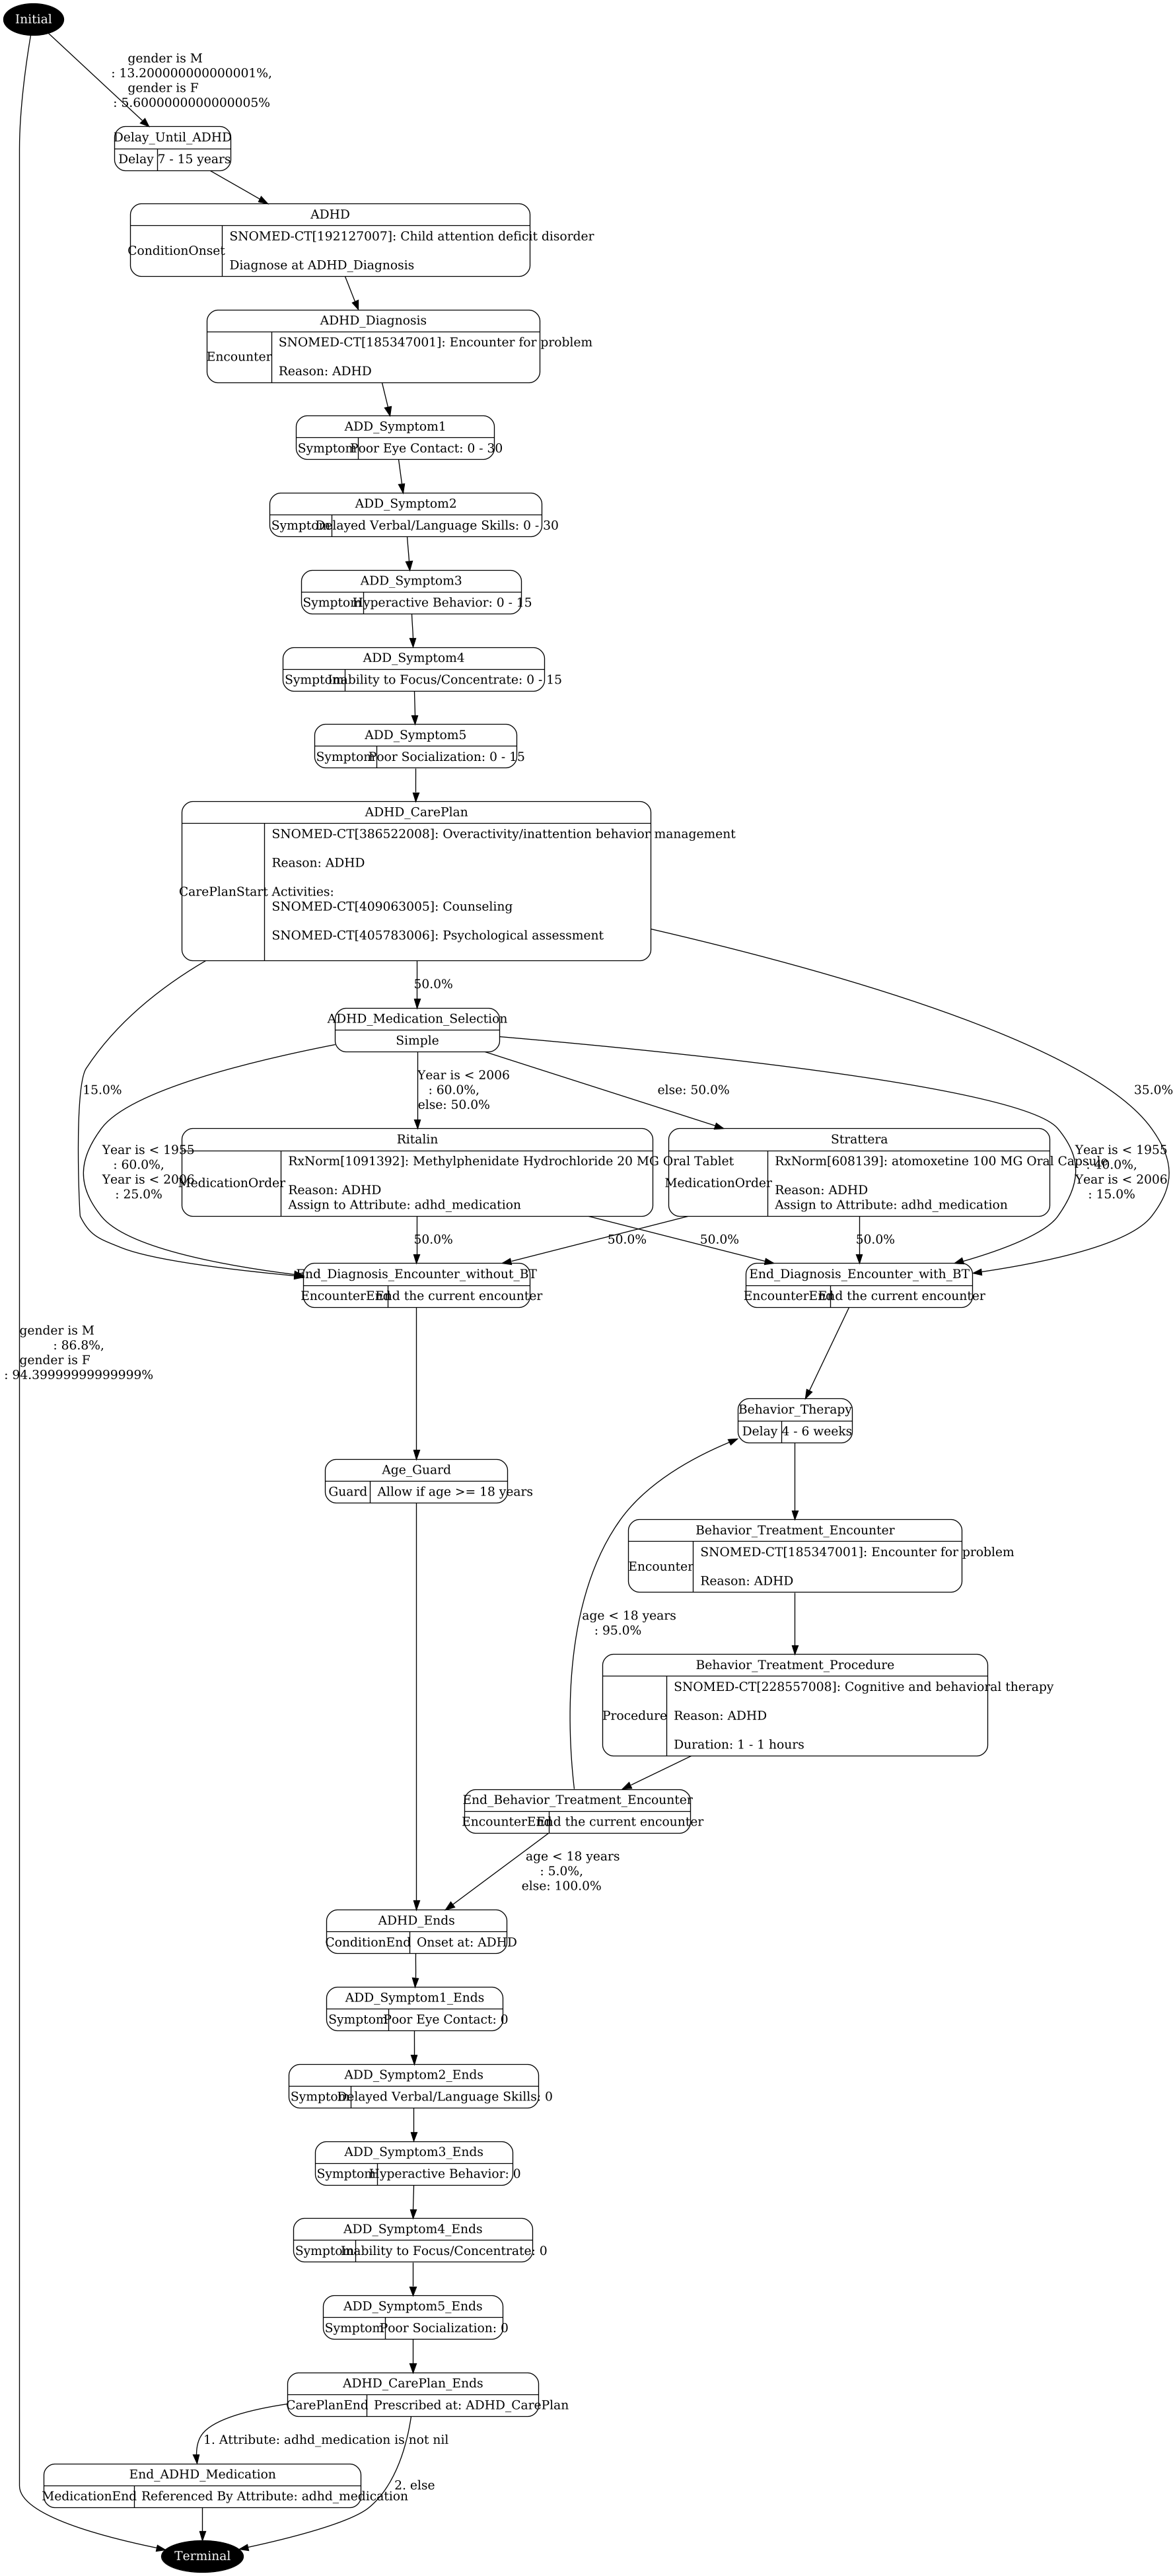 Initial
gender is M
: 13.200000000000001%,
gender is F
: 5.6000000000000005%
Delay_Until_ADHD
Delay 7 - 15 years
ADHD
ConditionOnset
SNOMED-CT[192127007]: Child attention deficit disorder
Diagnose at ADHD_Diagnosis
ADHD_Diagnosis
Encounter
SNOMED-CT[185347001]: Encounter for problem
Reason: ADHD
ADD_Symptom1
Symptom Poor Eye Contact: 0 - 30
ADD_Symptom2
Symptom Delayed Verbal/Language Skills: 0 - 30
ADD_Symptom3
Symptom Hyperactive Behavior: 0 - 15
ADD_Symptom4
Symptom Inability to Focus/Concentrate: 0 - 15
ADD_Symptom5
Symptom Poor Socialization: 0 - 15
ADHD_CarePlan
CarePlanStart
SNOMED-CT[386522008]: Overactivity/inattention behavior management
Reason: ADHD
Activities:
SNOMED-CT[409063005]: Counseling
SNOMED-CT[405783006]: Psychological assessment
50.0%
ADHD_Medication_Selection
Simple
15.0%
Year is < 2006
: 60.0%,
else: 50.0%
else: 50.0%
35.0%
Year is < 1955
: 60.0%,
Year is < 2006
: 25.0%
Ritalin
MedicationOrder
RxNorm[1091392]: Methylphenidate Hydrochloride 20 MG Oral Tablet
Reason: ADHD
Assign to Attribute: adhd_medication
Strattera
MedicationOrder
RxNorm[608139]: atomoxetine 100 MG Oral Capsule
Reason: ADHD
Assign to Attribute: adhd_medication
Year is < 1955
: 40.0%,
Year is < 2006
: 15.0%
50.0%
50.0%
50.0%
50.0%
End_Diagnosis_Encounter_without_BT
EncounterEnd End the current encounter
End_Diagnosis_Encounter_with_BT
EncounterEnd End the current encounter
gender is M
: 86.8%,
gender is F
: 94.39999999999999%
Behavior_Therapy
Delay 4 - 6 weeks
Age_Guard
Guard Allow if age >= 18 years
Behavior_Treatment_Encounter
Encounter
SNOMED-CT[185347001]: Encounter for problem
Reason: ADHD
age < 18 years
: 95.0%
Behavior_Treatment_Procedure
Procedure
SNOMED-CT[228557008]: Cognitive and behavioral therapy
Reason: ADHD
Duration: 1 - 1 hours
End_Behavior_Treatment_Encounter
EncounterEnd End the current encounter
age < 18 years
: 5.0%,
else: 100.0%
ADHD_Ends
ConditionEnd Onset at: ADHD
ADD_Symptom1_Ends
Symptom Poor Eye Contact: 0
ADD_Symptom2_Ends
Symptom Delayed Verbal/Language Skills: 0
ADD_Symptom3_Ends
Symptom Hyperactive Behavior: 0
ADD_Symptom4_Ends
Symptom Inability to Focus/Concentrate: 0
ADD_Symptom5_Ends
Symptom Poor Socialization: 0
ADHD_CarePlan_Ends
CarePlanEnd Prescribed at: ADHD_CarePlan
1. Attribute: adhd_medication is not nil
End_ADHD_Medication
MedicationEnd Referenced By Attribute: adhd_medication
2. else
Terminal